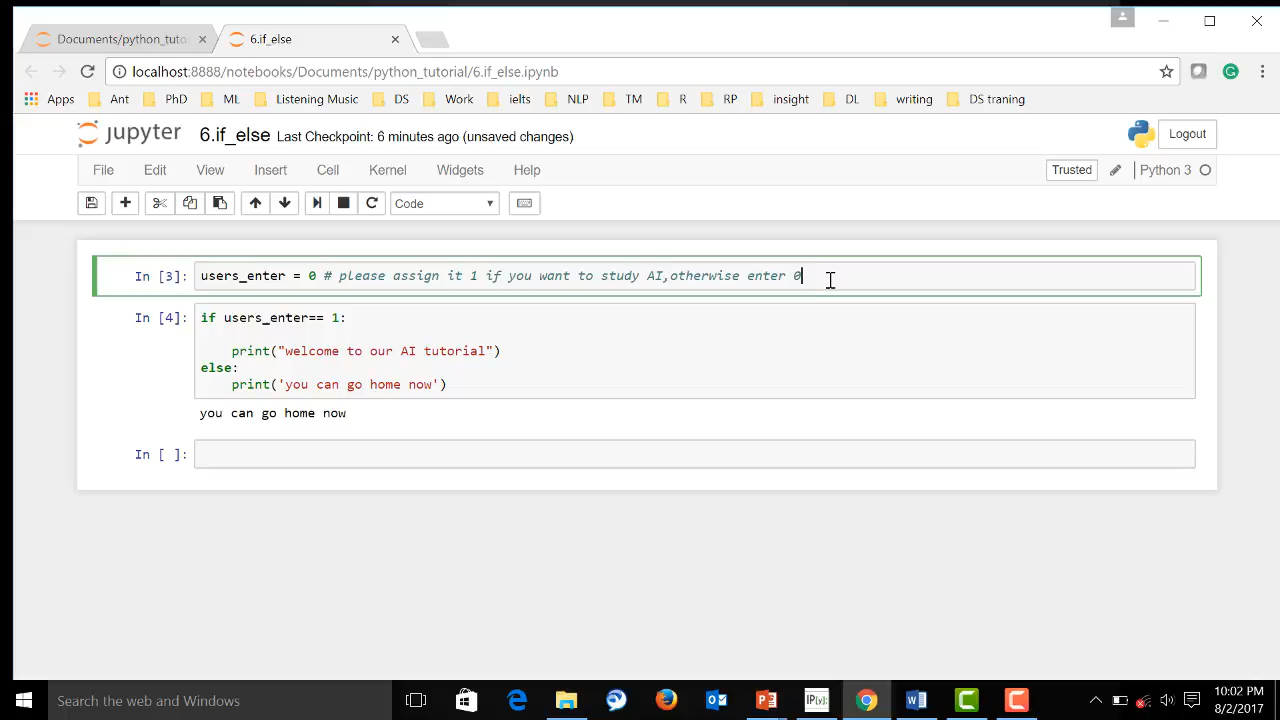 Documents/python_tuto
6.if_else
localhost:8888/notebooks/Documents/python_tutorial/6.if_else.ipynb
Apps Ant PhD ML Listening Music DS Work ielts NLP TM R RP insight DL writing DS traning
jupyter 6.if_else Last Checkpoint: 6 minutes ago (unsaved changes) Logout
File Edit View Insert Cell Kernel Widgets Help Trusted Python 3
Code
In [3]: users_enter = 0 # please assign it 1 if you want to study AI,otherwise enter 0
In [4]: if users_enter== 1:
print("welcome to our AI tutorial")
else:
print('you can go home now')
you can go home now
In [ ]:
Search the web and Windows
10:02 PM
8/2/2017